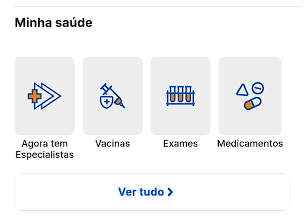 Minha saúde
Agora tem
Especialistas
Vacinas
Exames
Medicamentos
Ver tudo